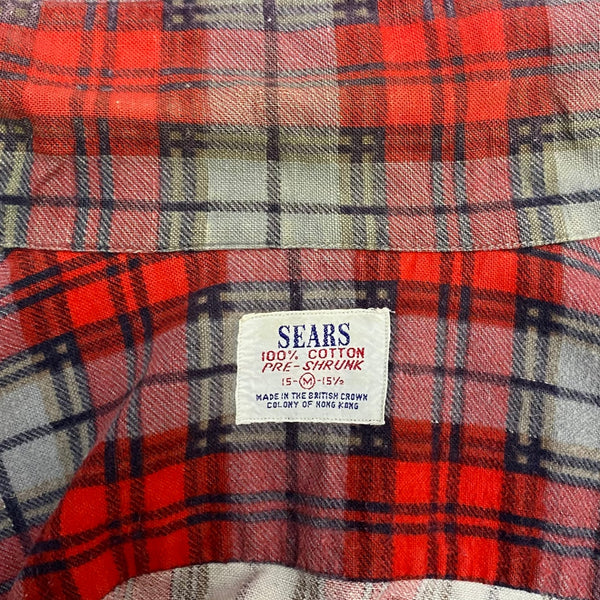 SEARS
100% COTTON
PRE-SHRUNK
15-M-15½
MADE IN THE BRITISH CROWN
COLONY OF HONG KONG